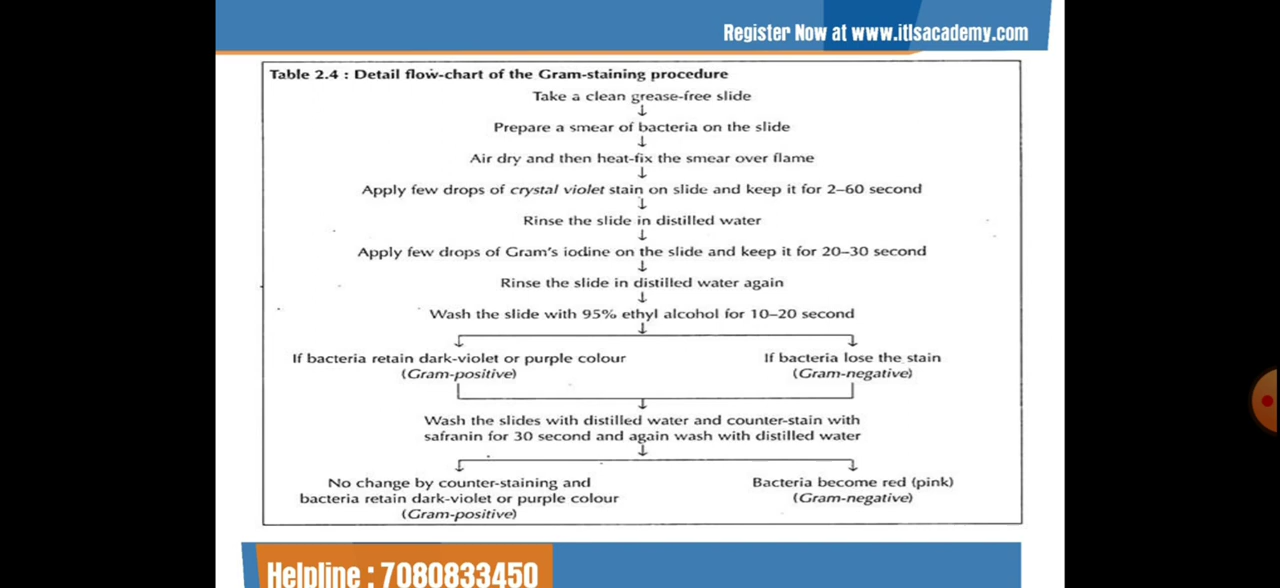 Register Now at www.itlsacademy.com
Table 2.4 : Detail flow-chart of the Gram-staining procedure
Take a clean grease-free slide
↓
Prepare a smear of bacteria on the slide
↓
Air dry and then heat-fix the smear over flame
↓
Apply few drops of crystal violet stain on slide and keep it for 2–60 second
↓
Rinse the slide in distilled water
↓
Apply few drops of Gram's iodine on the slide and keep it for 20–30 second
↓
Rinse the slide in distilled water again
↓
Wash the slide with 95% ethyl alcohol for 10–20 second
↓
If bacteria retain dark-violet or purple colour
(Gram-positive)
If bacteria lose the stain
(Gram-negative)
↓
Wash the slides with distilled water and counter-stain with
safranin for 30 second and again wash with distilled water
↓
No change by counter-staining and
bacteria retain dark-violet or purple colour
(Gram-positive)
Bacteria become red (pink)
(Gram-negative)
Helpline : 7080833450